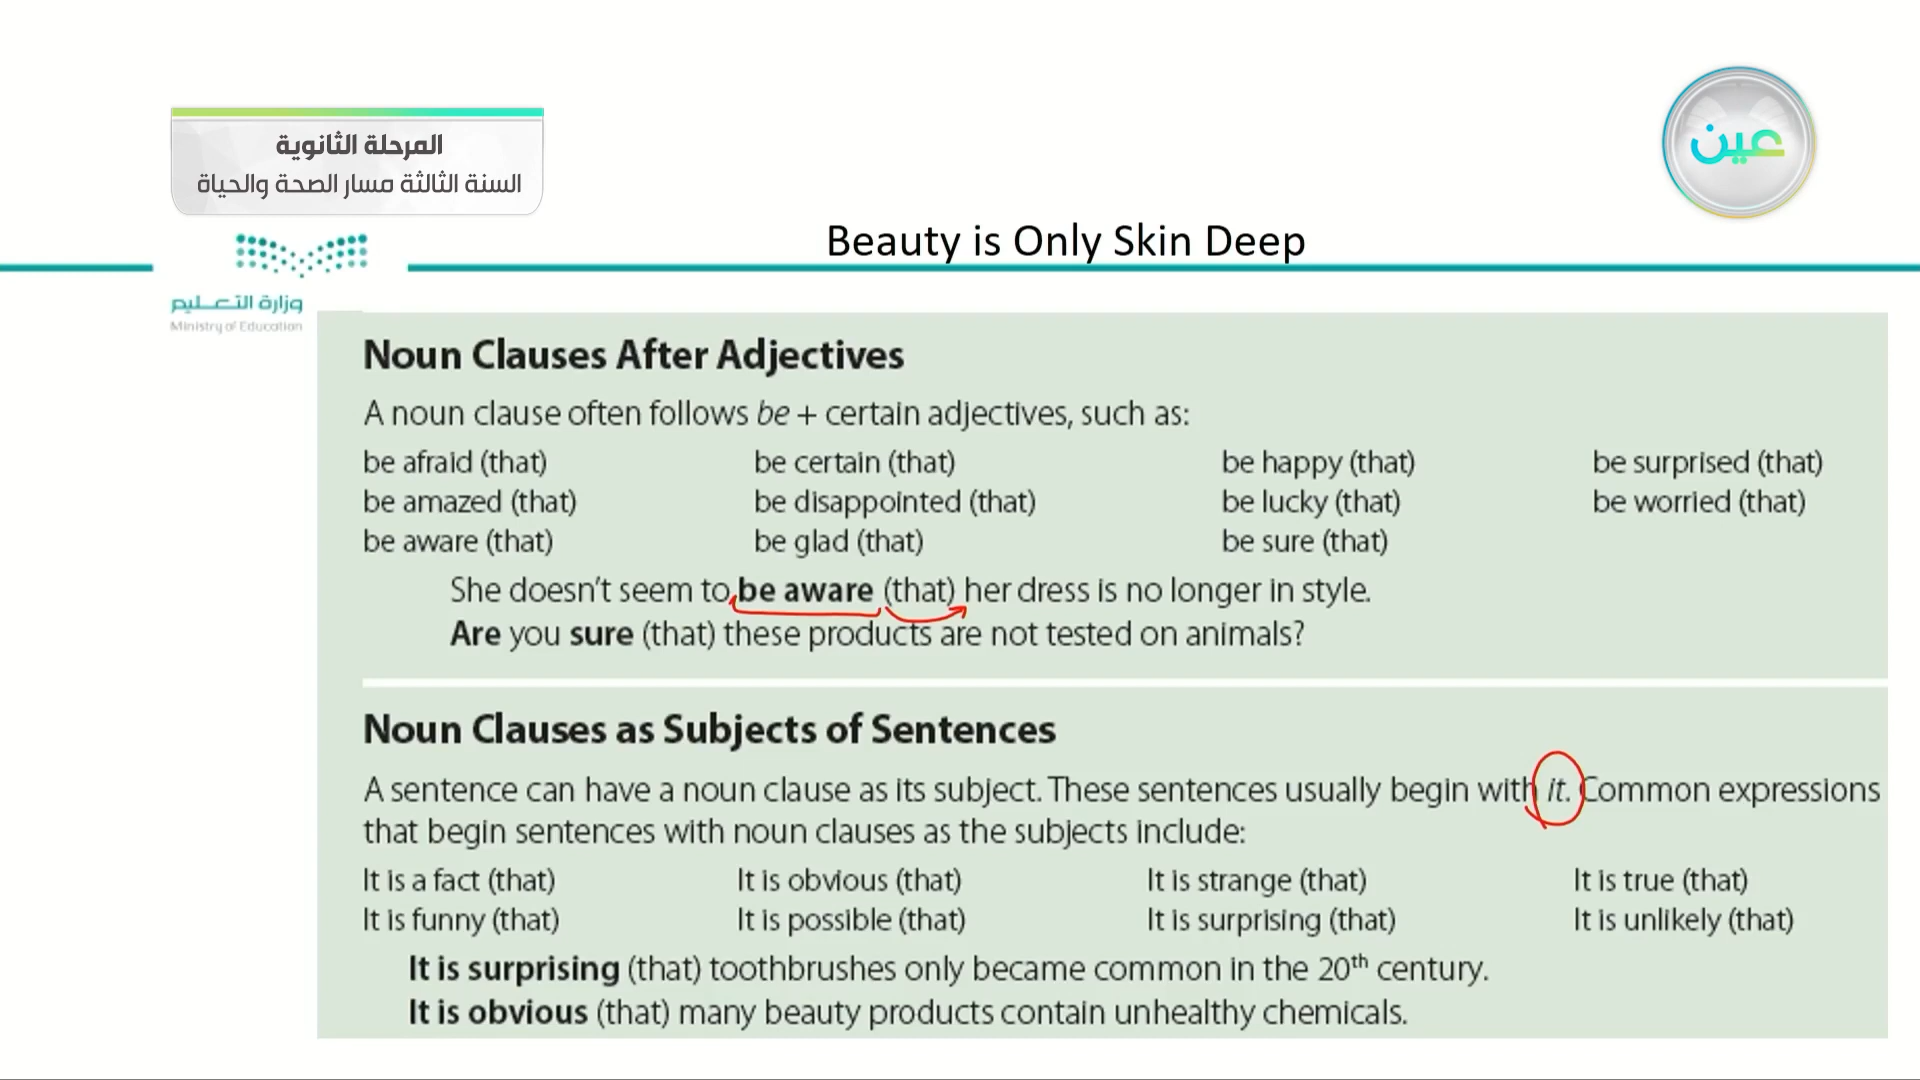 المرحلة الثانوية
السنة الثالثة مسار الصحة والحياة
عين
Beauty is Only Skin Deep
وزارة التعليم
Ministry of Education
Noun Clauses After Adjectives
A noun clause often follows be + certain adjectives, such as:
be afraid (that) be certain (that) be happy (that) be surprised (that)
be amazed (that) be disappointed (that) be lucky (that) be worried (that)
be aware (that) be glad (that) be sure (that)
She doesn't seem to be aware (that) her dress is no longer in style.
Are you sure (that) these products are not tested on animals?
Noun Clauses as Subjects of Sentences
A sentence can have a noun clause as its subject. These sentences usually begin with it. Common expressions
that begin sentences with noun clauses as the subjects include:
It is a fact (that) It is obvious (that) It is strange (that) It is true (that)
It is funny (that) It is possible (that) It is surprising (that) It is unlikely (that)
It is surprising (that) toothbrushes only became common in the 20th century.
It is obvious (that) many beauty products contain unhealthy chemicals.